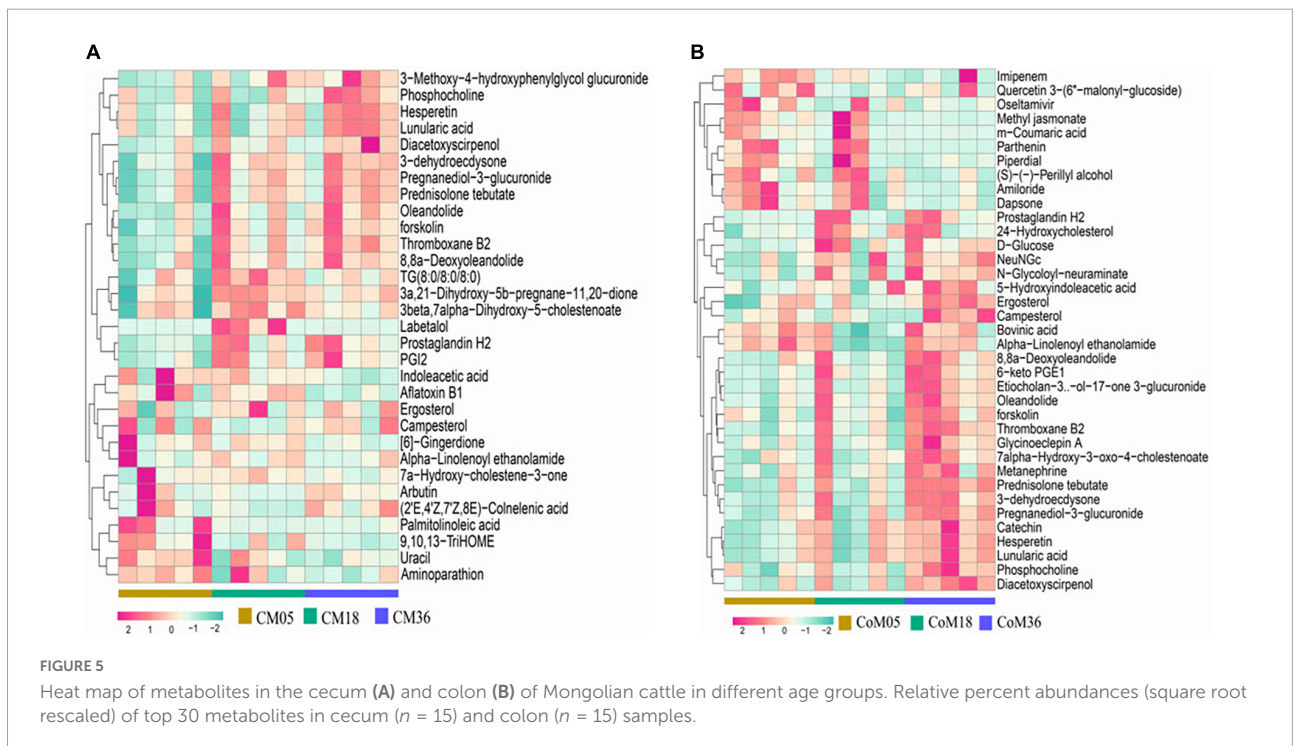 A
3-Methoxy-4-hydroxyphenylglycol glucuronide
Phosphocholine
Hesperetin
Lunularic acid
Diacetoxyscirpenol
3-dehydroecdysone
Pregnanediol-3-glucuronide
Prednisolone tebutate
Oleandolide
forskolin
Thromboxane B2
8,8a-Deoxyoleandolide
TG(8:0/8:0/8:0)
3a,21-Dihydroxy-5b-pregnane-11,20-dione
3beta,7alpha-Dihydroxy-5-cholestenoate
Labetalol
Prostaglandin H2
PGI2
Indoleacetic acid
Aflatoxin B1
Ergosterol
Campesterol
[6]-Gingerdione
Alpha-Linolenoyl ethanolamide
7a-Hydroxy-cholestene-3-one
Arbutin
(2'E,4'Z,7'Z,8E)-Colnelenic acid
Palmitolinoleic acid
9,10,13-TriHOME
Uracil
Aminoparathion
2 1 0 -1 -2
CM05 CM18 CM36
B
Imipenem
Quercetin 3-(6"-malonyl-glucoside)
Oseltamivir
Methyl jasmonate
m-Coumaric acid
Parthenin
Piperdial
(S)-(-)-Perillyl alcohol
Amiloride
Dapsone
Prostaglandin H2
24-Hydroxycholesterol
D-Glucose
NeuNGc
N-Glycoloyl-neuraminate
5-Hydroxyindoleacetic acid
Ergosterol
Campesterol
Bovinic acid
Alpha-Linolenoyl ethanolamide
8,8a-Deoxyoleandolide
6-keto PGE1
Etiocholan-3..-ol-17-one 3-glucuronide
Oleandolide
forskolin
Thromboxane B2
Glycinoeclepin A
7alpha-Hydroxy-3-oxo-4-cholestenoate
Metanephrine
Prednisolone tebutate
3-dehydroecdysone
Pregnanediol-3-glucuronide
Catechin
Hesperetin
Lunularic acid
Phosphocholine
Diacetoxyscirpenol
2 1 0 -1 -2
CoM05 CoM18 CoM36
FIGURE 5
Heat map of metabolites in the cecum (A) and colon (B) of Mongolian cattle in different age groups. Relative percent abundances (square root
rescaled) of top 30 metabolites in cecum (n = 15) and colon (n = 15) samples.